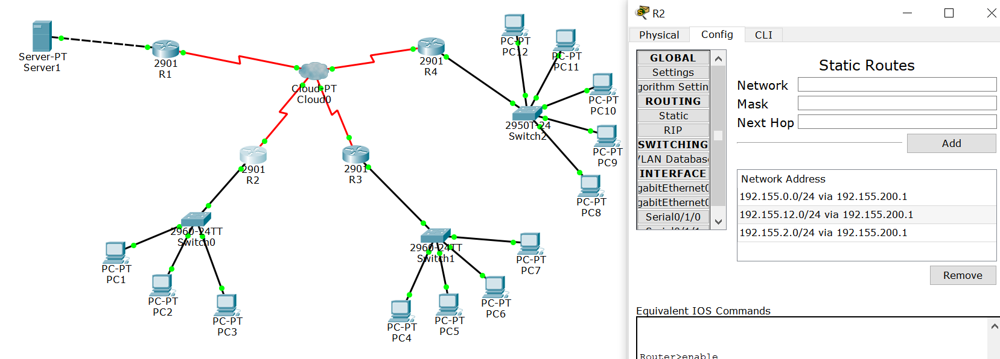 Server-PT
Server1
2901
R1
Cloud-PT
Cloud0
2901
R4
PC-PT
PC12
PC-PT
PC11
PC-PT
PC10
2950T-24
Switch2
PC-PT
PC9
PC-PT
PC8
2901
R2
2901
R3
2960-24TT
Switch0
2960-24TT
Switch1
PC-PT
PC1
PC-PT
PC2
PC-PT
PC3
PC-PT
PC4
PC-PT
PC5
PC-PT
PC6
PC-PT
PC7
R2
Physical
Config
CLI
GLOBAL
Settings
gorithm Settin
ROUTING
Static
RIP
SWITCHING
VLAN Databas
INTERFACE
gabitEthernet0
gabitEthernet0
Serial0/1/0
Serial0/1/1
Static Routes
Network
Mask
Next Hop
Add
Network Address
192.155.0.0/24 via 192.155.200.1
192.155.12.0/24 via 192.155.200.1
192.155.2.0/24 via 192.155.200.1
Remove
Equivalent IOS Commands
Router>enable